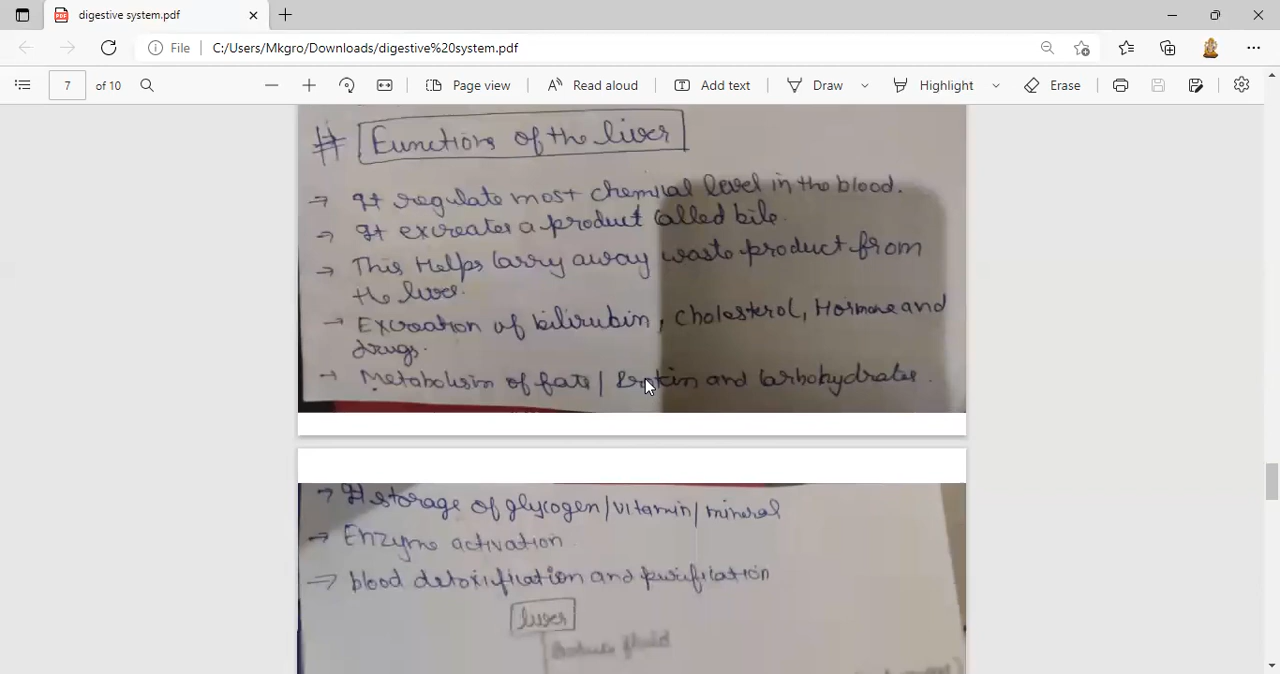 digestive system.pdf
File
C:/Users/Mkgro/Downloads/digestive%20system.pdf
7 of 10
Page view
Read aloud
Add text
Draw
Highlight
Erase
# Functions of the liver
→ It regulate most chemical level in the blood.
→ It excreates a product called bile.
→ This Helps carry away waste product from
the liver.
→ Excreation of bilirubin, cholesterol, Hormone and
drugs.
→ Metabolism of fats / Protein and carbohydrates.
→ It storage of glycogen/vitamin/mineral
→ Enzyme activation
→ blood detoxification and purification
liver
fluid